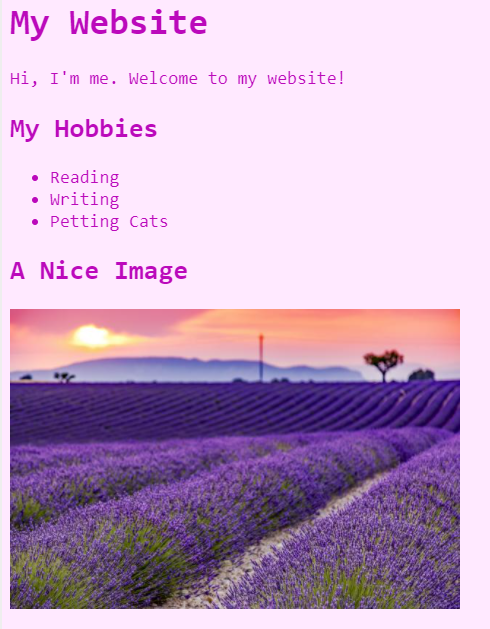 My Website
Hi, I'm me. Welcome to my website!
My Hobbies
Reading
Writing
Petting Cats
A Nice Image